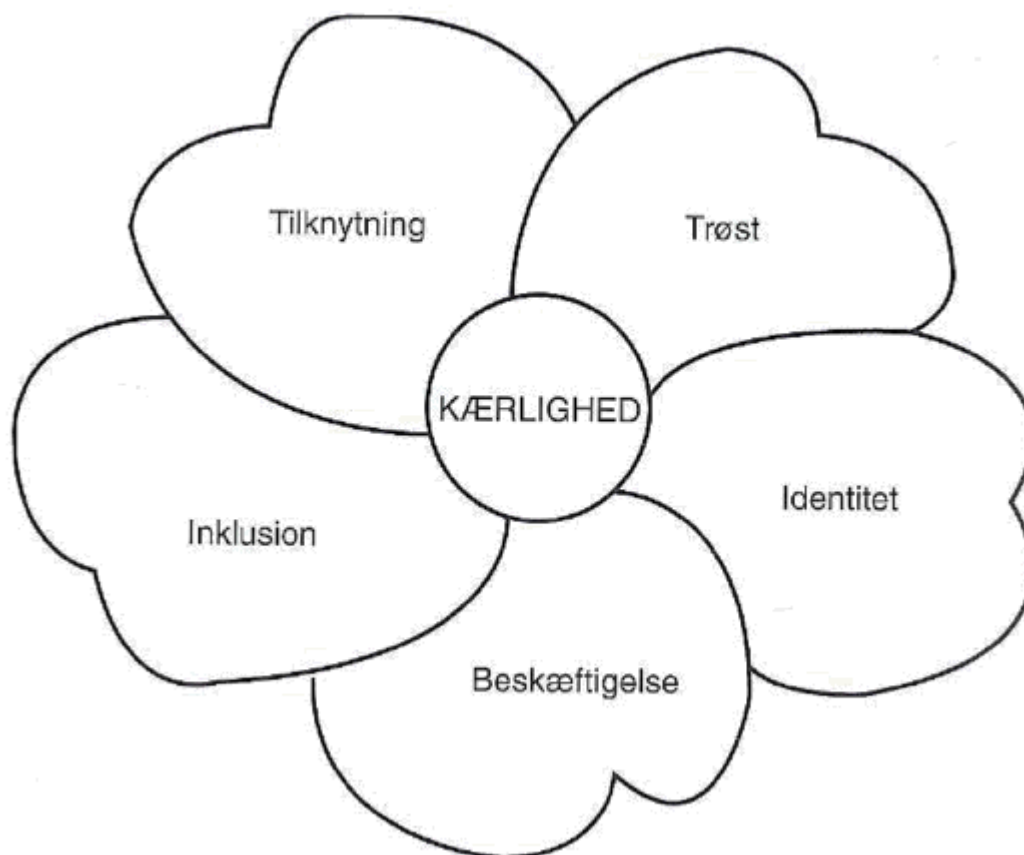 Tilknytning
Trøst
KÆRLIGHED
Identitet
Inklusion
Beskæftigelse